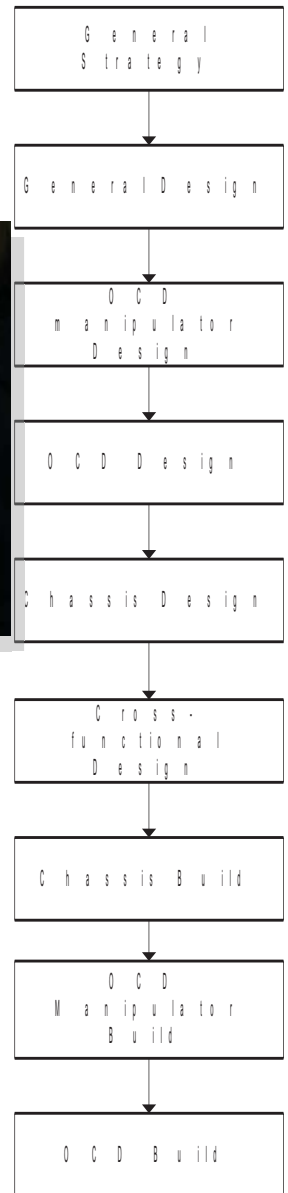 General
Strategy
General Design
OCD
manipulator
Design
OCD Design
Chassis Design
Cross-
functional
Design
Chassis Build
OCD
Manipulator
Build
OCD Build